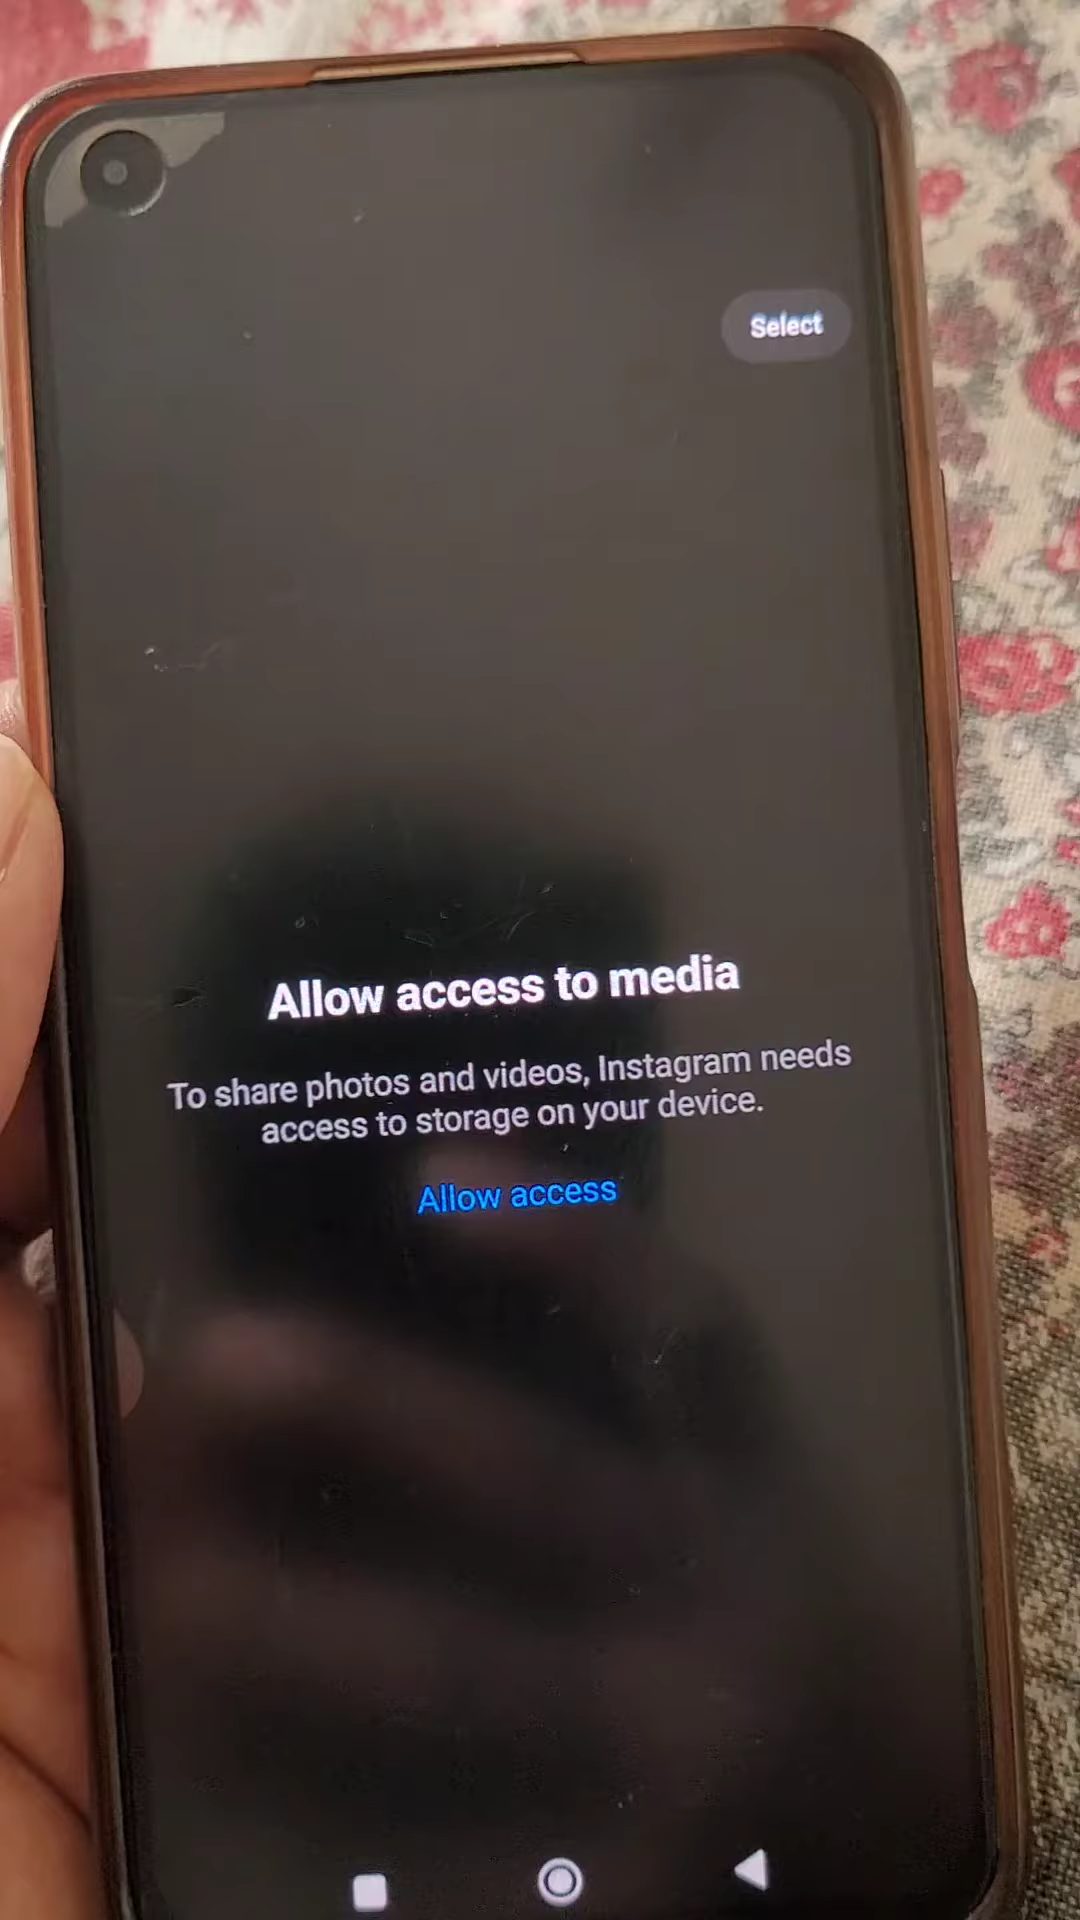 Select
Allow access to media
To share photos and videos, Instagram needs
access to storage on your device.
Allow access